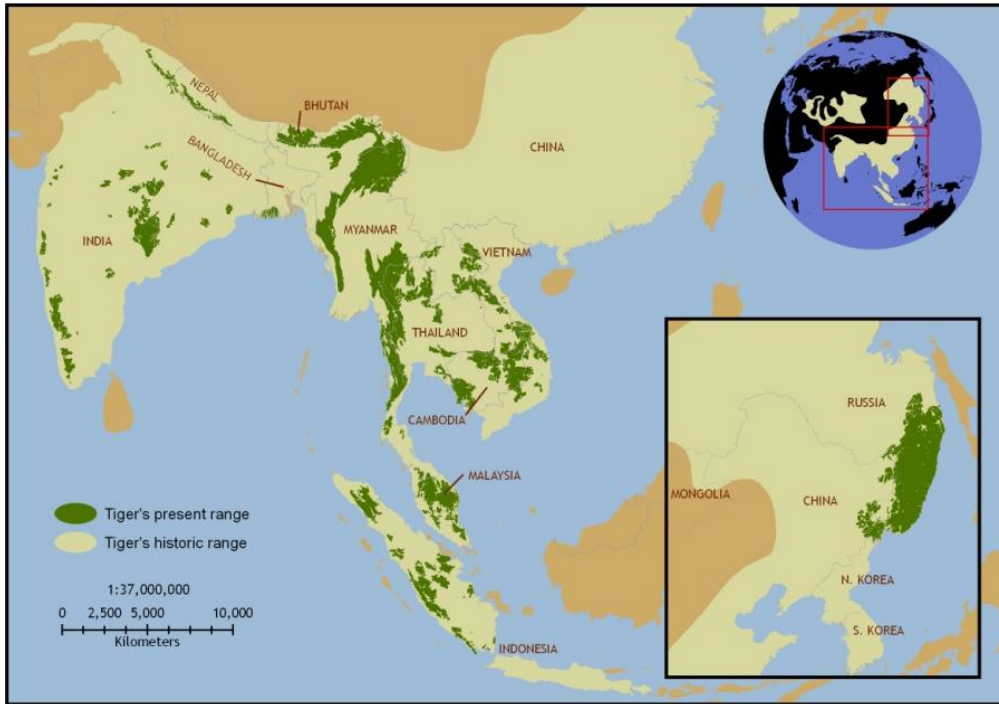 NEPAL
BHUTAN
BANGLADESH
CHINA
INDIA
MYANMAR
VIETNAM
THAILAND
CAMBODIA
MALAYSIA
INDONESIA
Tiger's present range
Tiger's historic range
1:37,000,000
0 2,500 5,000 10,000
Kilometers
RUSSIA
MONGOLIA
CHINA
N. KOREA
S. KOREA